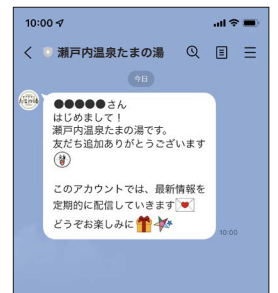 10:00
瀬戸内温泉たまの湯
今日
●●●●●さん
はじめまして！
瀬戸内温泉たまの湯です。
友だち追加ありがとうございます
このアカウントでは、最新情報を
定期的に配信していきます
どうぞお楽しみに
10:00